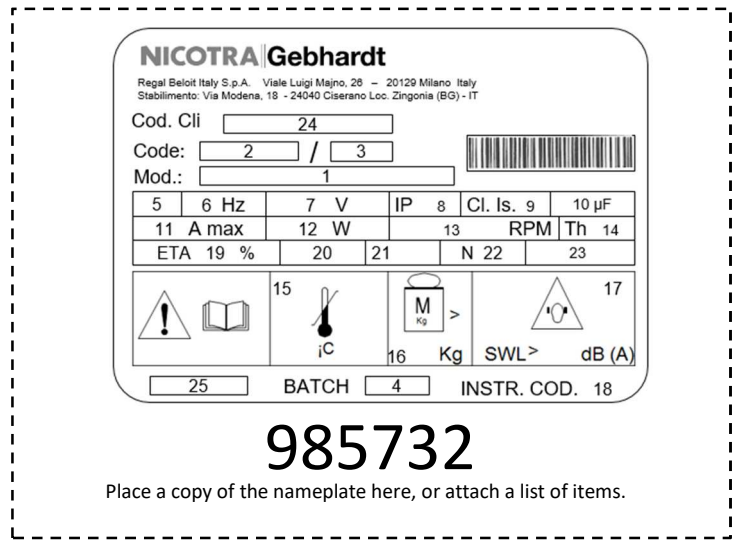 NICOTRA Gebhardt
Regal Beloit Italy S.p.A. Viale Luigi Majno, 26 – 20129 Milano Italy
Stabilimento: Via Modena, 18 - 24040 Ciserano Loc. Zingonia (BG) - IT
Cod. Cli 24
Code: 2 / 3
Mod.: 1
5 6 Hz 7 V IP 8 Cl. Is. 9 10 µF
11 A max 12 W 13 RPM Th 14
ETA 19 % 20 21 N 22 23
15 17
M
Kg >
¡C
16 Kg SWL> dB (A)
25 BATCH 4 INSTR. COD. 18
985732
Place a copy of the nameplate here, or attach a list of items.